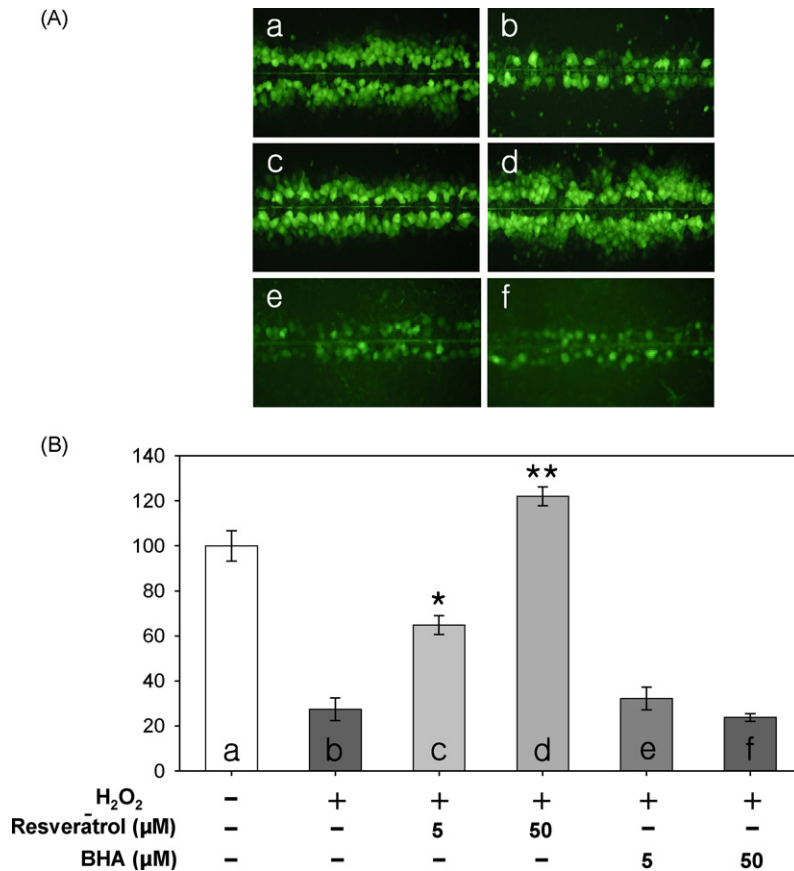 (A)
a b
c d
e f
(B)
140
120
100
80
60
40
20
0
* **
a b c d e f
H₂O₂ - + + + + +
Resveratrol (µM) - - 5 50 - -
BHA (µM) - - - - 5 50